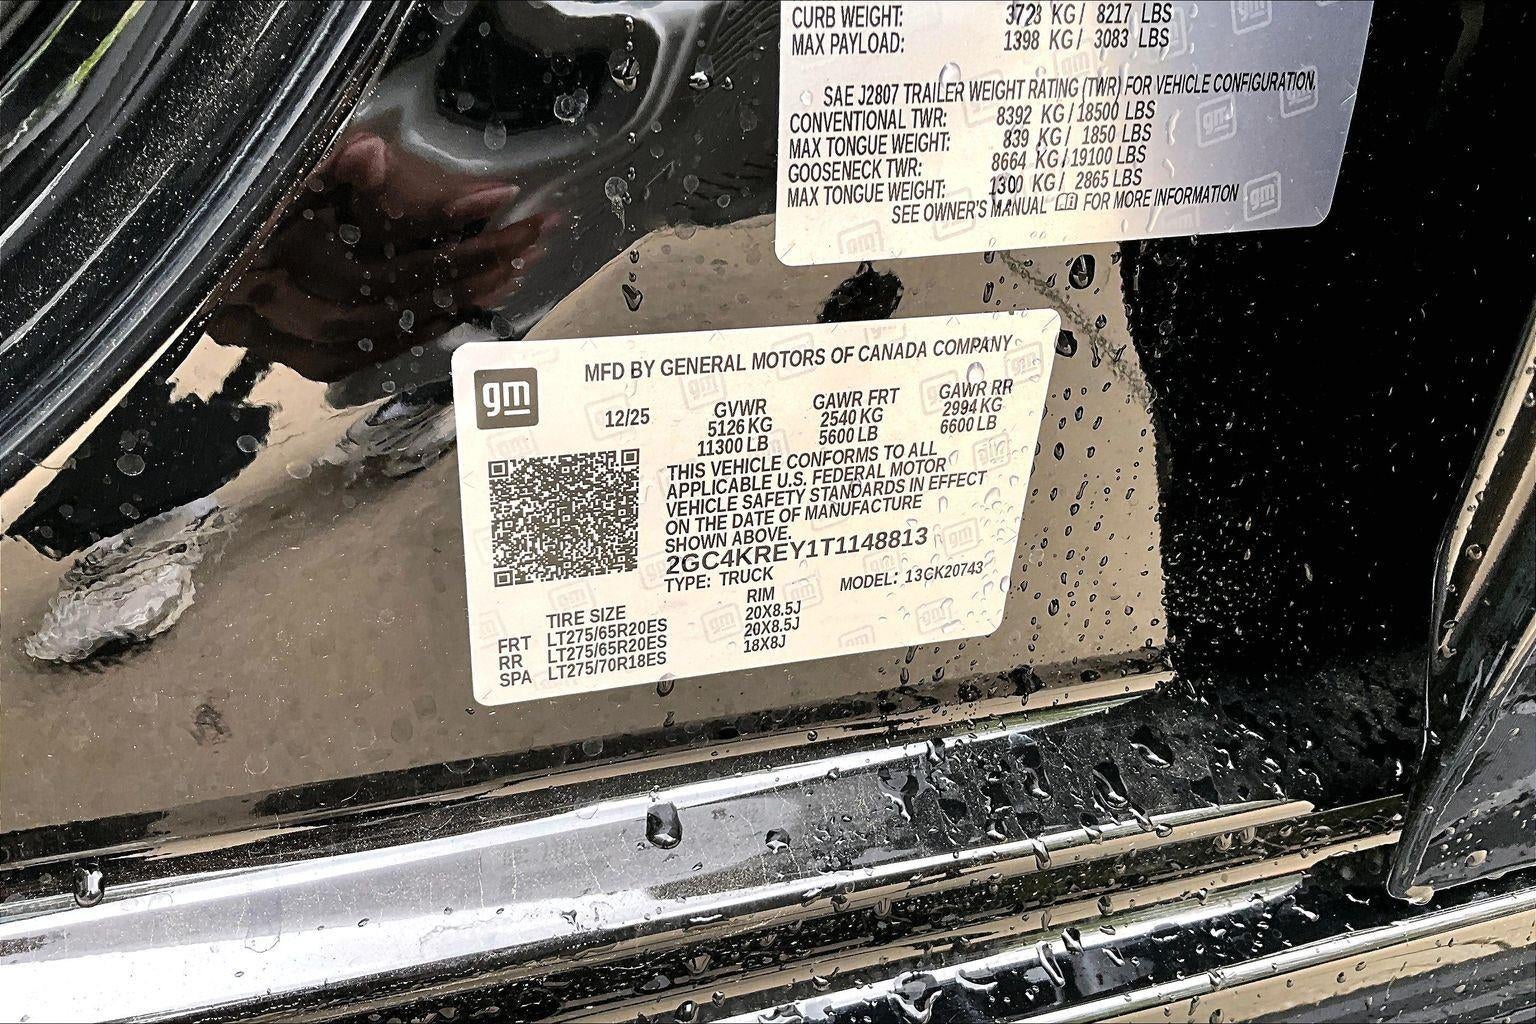 CURB WEIGHT: 3728 KG / 8217 LBS
MAX PAYLOAD: 1398 KG / 3083 LBS
SAE J2807 TRAILER WEIGHT RATING (TWR) FOR VEHICLE CONFIGURATION.
CONVENTIONAL TWR: 8392 KG / 18500 LBS
MAX TONGUE WEIGHT: 839 KG / 1850 LBS
GOOSENECK TWR: 8664 KG / 19100 LBS
MAX TONGUE WEIGHT: 1300 KG / 2865 LBS
SEE OWNER'S MANUAL FOR MORE INFORMATION
gm
MFD BY GENERAL MOTORS OF CANADA COMPANY
12/25 GVWR GAWR FRT GAWR RR
5126 KG 2540 KG 2994 KG
11300 LB 5600 LB 6600 LB
THIS VEHICLE CONFORMS TO ALL
APPLICABLE U.S. FEDERAL MOTOR
VEHICLE SAFETY STANDARDS IN EFFECT
ON THE DATE OF MANUFACTURE
SHOWN ABOVE.
2GC4KREY1T1148813
TYPE: TRUCK MODEL: 13CK20743
TIRE SIZE RIM
FRT LT275/65R20ES 20X8.5J
RR LT275/65R20ES 20X8.5J
SPA LT275/70R18ES 18X8J